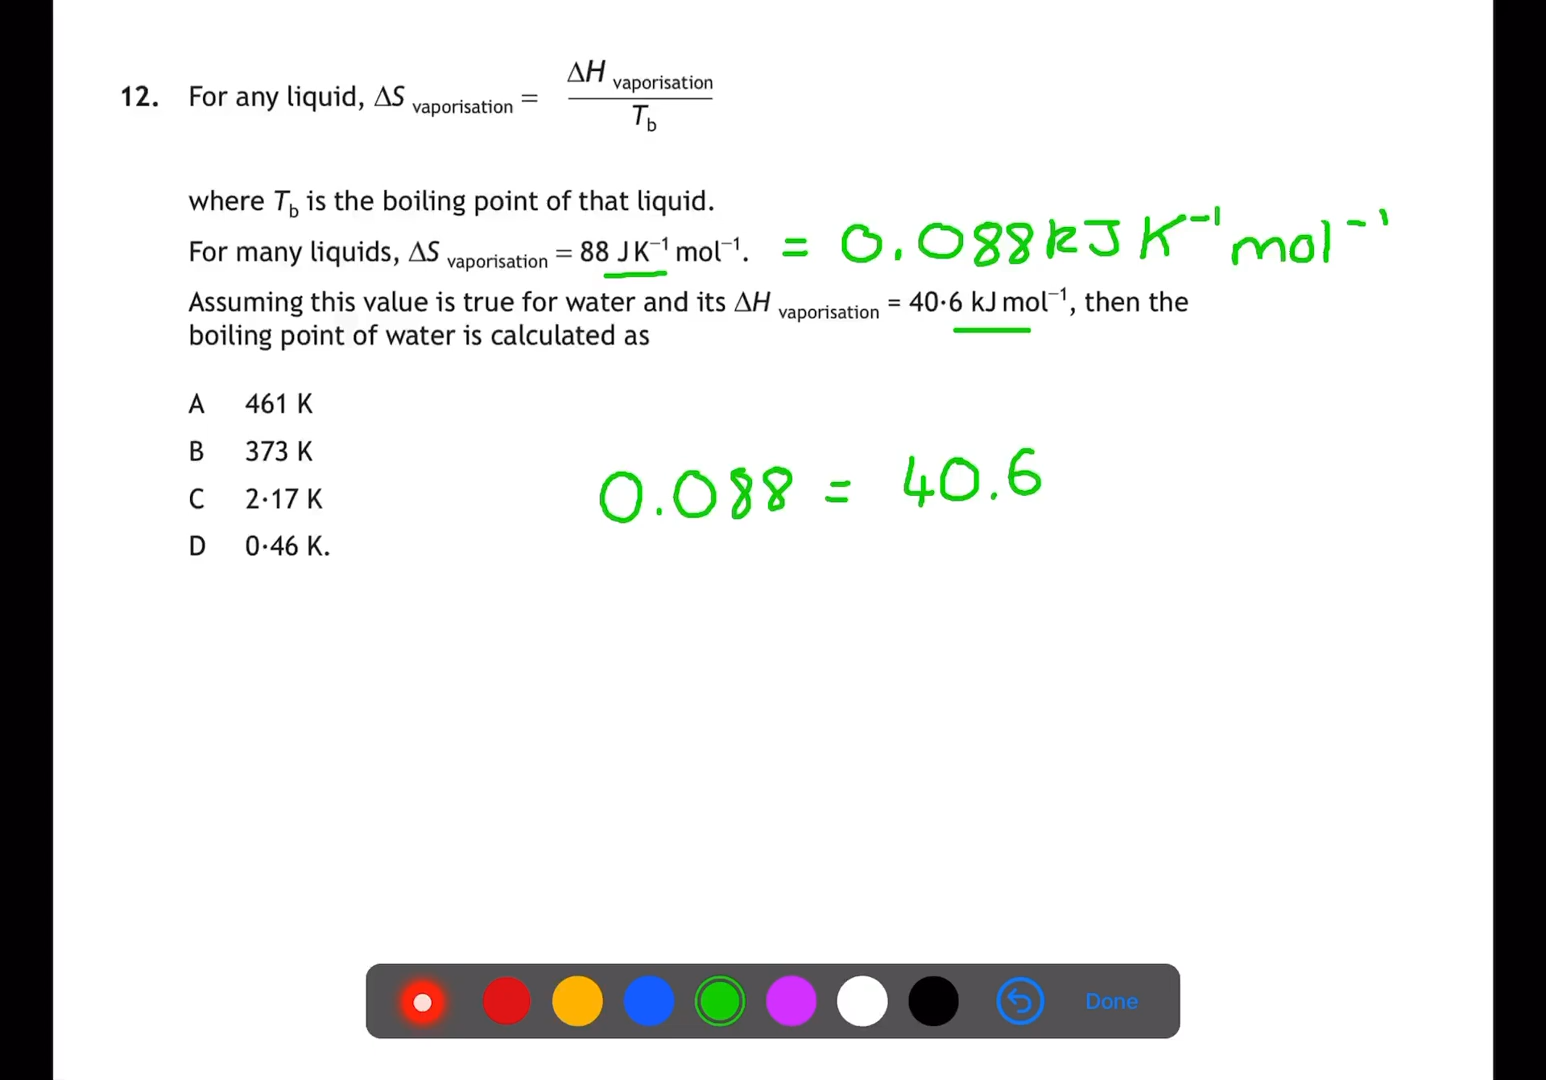 12. For any liquid, ΔS vaporisation = ΔH vaporisation / Tb
where Tb is the boiling point of that liquid.
For many liquids, ΔS vaporisation = 88 J K⁻¹ mol⁻¹. = 0.088 kJ K⁻¹ mol⁻¹
Assuming this value is true for water and its ΔH vaporisation = 40·6 kJ mol⁻¹, then the
boiling point of water is calculated as
A 461 K
B 373 K
C 2·17 K
D 0·46 K.
0.088 = 40.6
Done